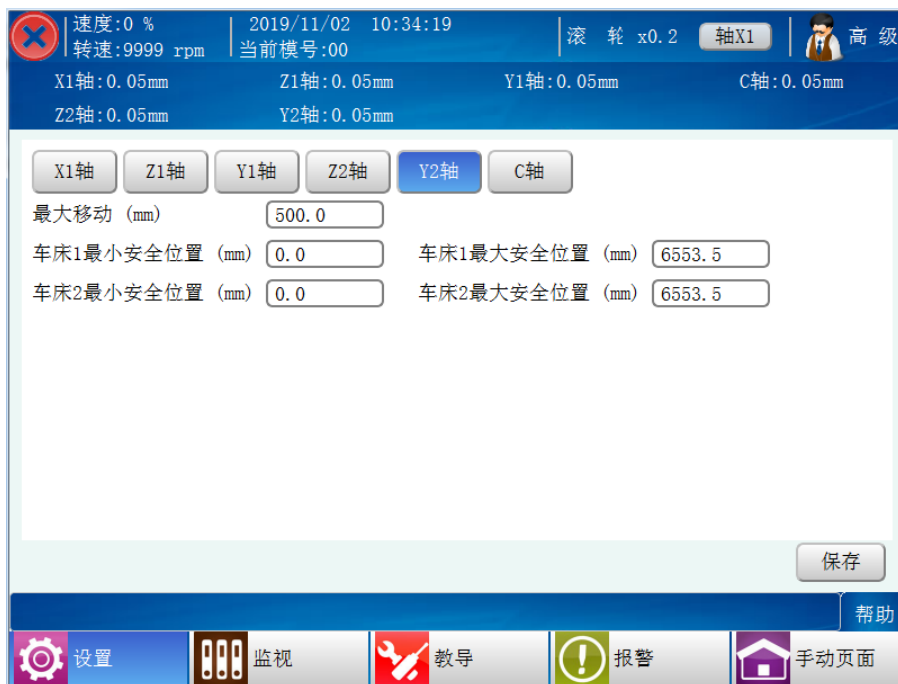 速度:0 % 2019/11/02 10:34:19 滚 轮 x0.2 轴X1 高 级
转速:9999 rpm 当前模号:00
X1轴:0.05mm Z1轴:0.05mm Y1轴:0.05mm C轴:0.05mm
Z2轴:0.05mm Y2轴:0.05mm
X1轴 Z1轴 Y1轴 Z2轴 Y2轴 C轴
最大移动 (mm) 500.0
车床1最小安全位置 (mm) 0.0 车床1最大安全位置 (mm) 6553.5
车床2最小安全位置 (mm) 0.0 车床2最大安全位置 (mm) 6553.5
保存
帮助
设置 监视 教导 报警 手动页面